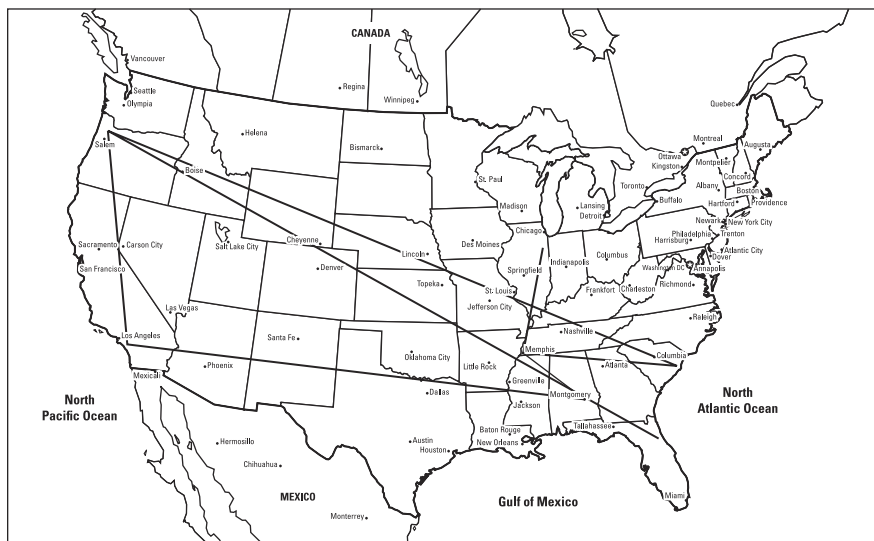 CANADA
Vancouver
Seattle
Olympia
Regina
Winnipeg
Quebec
Helena
Bismarck
Salem
Boise
St. Paul
Madison
Lansing
Detroit
Ottawa
Montreal
Kingston
Toronto
Montpelier
Augusta
Concord
Albany
Boston
Buffalo
Hartford
Providence
Newark
New York City
Philadelphia
Trenton
Harrisburg
Atlantic City
Dover
Washington DC
Annapolis
Sacramento
Carson City
San Francisco
Salt Lake City
Cheyenne
Denver
Lincoln
Des Moines
Chicago
Springfield
Indianapolis
Columbus
Topeka
St. Louis
Jefferson City
Frankfort
Charleston
Richmond
Las Vegas
Los Angeles
Santa Fe
Oklahoma City
Nashville
Raleigh
Memphis
Columbia
Mexicali
Phoenix
Little Rock
Atlanta
Greenville
Dallas
Montgomery
Jackson
North
Pacific Ocean
North
Atlantic Ocean
Hermosillo
Chihuahua
Austin
Houston
Baton Rouge
New Orleans
Tallahassee
MEXICO
Monterrey
Gulf of Mexico
Miami